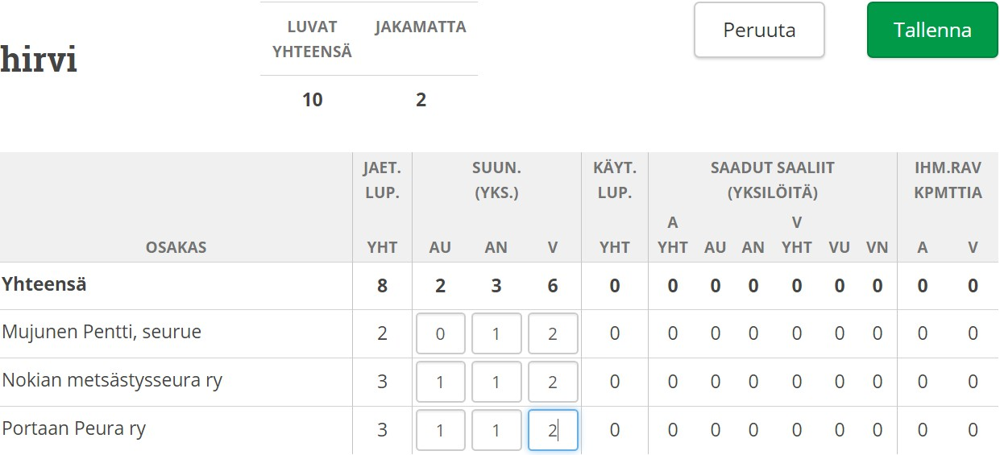 LUVAT YHTEENSÄ JAKAMATTA
hirvi
10 2
Peruuta
Tallenna
JAET. LUP. SUUN. (YKS.) KÄYT. LUP. SAADUT SAALIIT (YKSILÖITÄ) IHM.RAV KPMTTIA
OSAKAS YHT AU AN V YHT A YHT AU AN V YHT VU VN A V
Yhteensä 8 2 3 6 0 0 0 0 0 0 0 0 0
Mujunen Pentti, seurue 2 0 1 2 0 0 0 0 0 0 0 0 0
Nokian metsästysseura ry 3 1 1 2 0 0 0 0 0 0 0 0 0
Portaan Peura ry 3 1 1 2 0 0 0 0 0 0 0 0 0